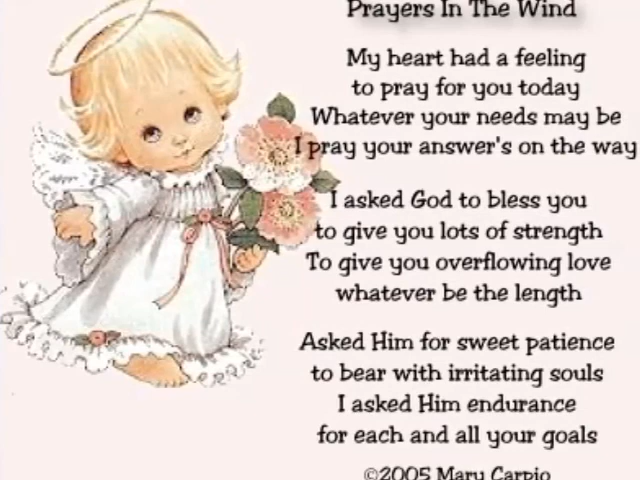 Prayers In The Wind
My heart had a feeling
to pray for you today
Whatever your needs may be
I pray your answer's on the way
I asked God to bless you
to give you lots of strength
To give you overflowing love
whatever be the length
Asked Him for sweet patience
to bear with irritating souls
I asked Him endurance
for each and all your goals
©2005 Mary Carpio